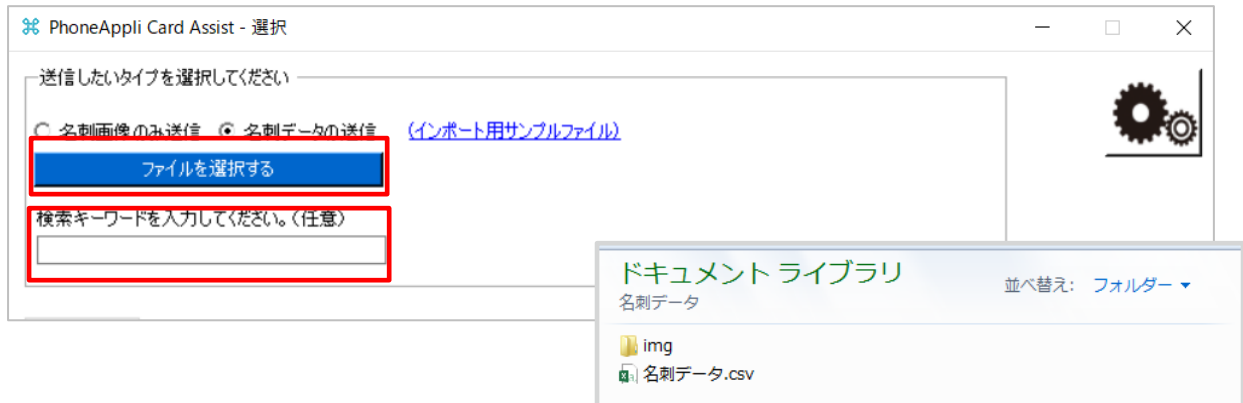 PhoneAppli Card Assist - 選択
送信したいタイプを選択してください
名刺画像のみ送信 名刺データの送信 (インポート用サンプルファイル)
ファイルを選択する
検索キーワードを入力してください。(任意)
ドキュメント ライブラリ
名刺データ
並べ替え: フォルダー
img
名刺データ.csv